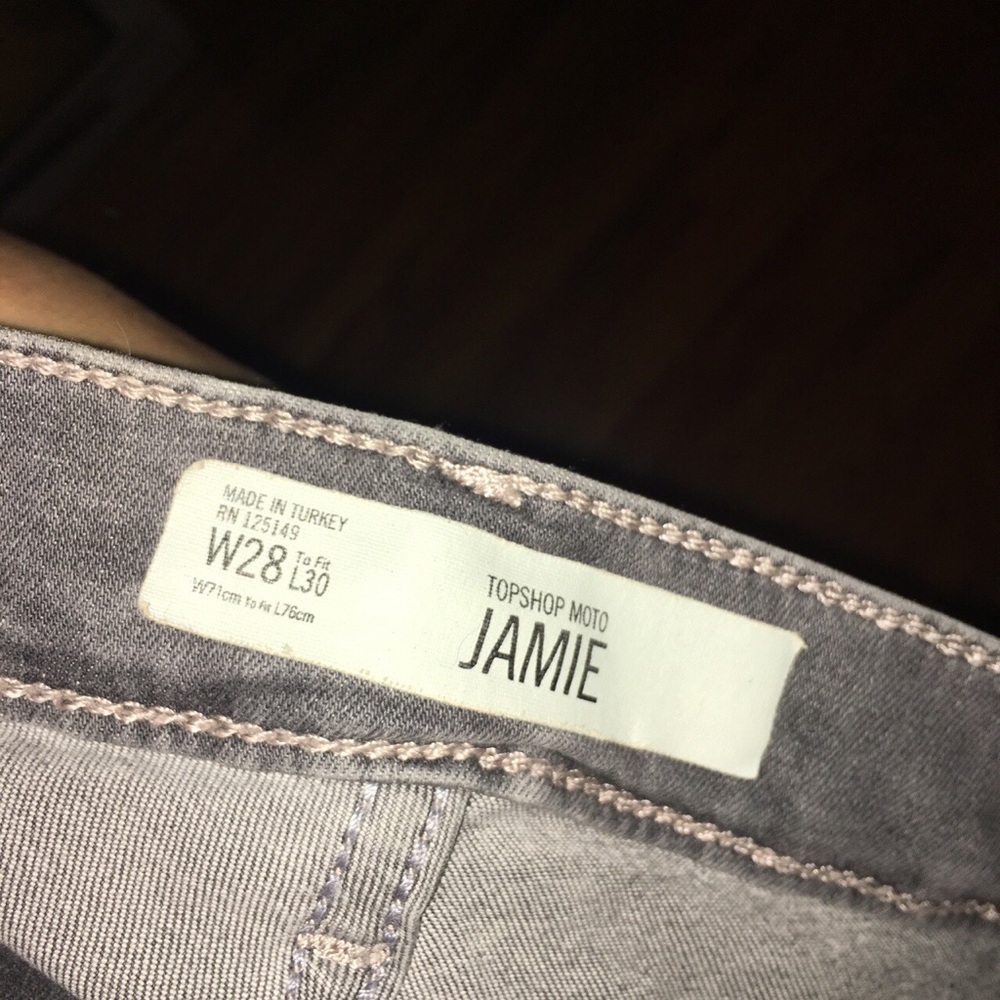 MADE IN TURKEY
RN 125149
W28 To Fit L30
W71cm To Fit L76cm
TOPSHOP MOTO
JAMIE